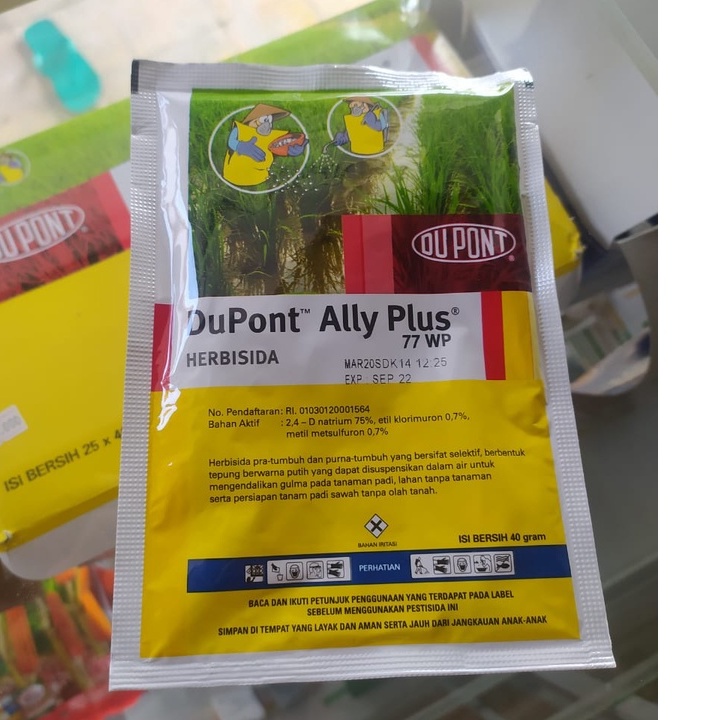 DU PONT
DU PONT
DuPont™ Ally Plus®
77 WP
HERBISIDA
MAR20SDK14 12:25
EXP. SEP 22
No. Pendaftaran: RI. 01030120001564
Bahan Aktif : 2,4 – D natrium 75%, etil klorimuron 0,7%,
metil metsulfuron 0,7%
Herbisida pra-tumbuh dan purna-tumbuh yang bersifat selektif, berbentuk
tepung berwarna putih yang dapat disuspensikan dalam air untuk
mengendalikan gulma pada tanaman padi, lahan tanpa tanaman
serta persiapan tanam padi sawah tanpa olah tanah.
BAHAN IRITASI
ISI BERSIH 40 gram
ISI BERSIH 25 x 4
PERHATIAN
BACA DAN IKUTI PETUNJUK PENGGUNAAN YANG TERDAPAT PADA LABEL
SEBELUM MENGGUNAKAN PESTISIDA INI
SIMPAN DI TEMPAT YANG LAYAK DAN AMAN SERTA JAUH DARI JANGKAUAN ANAK-ANAK